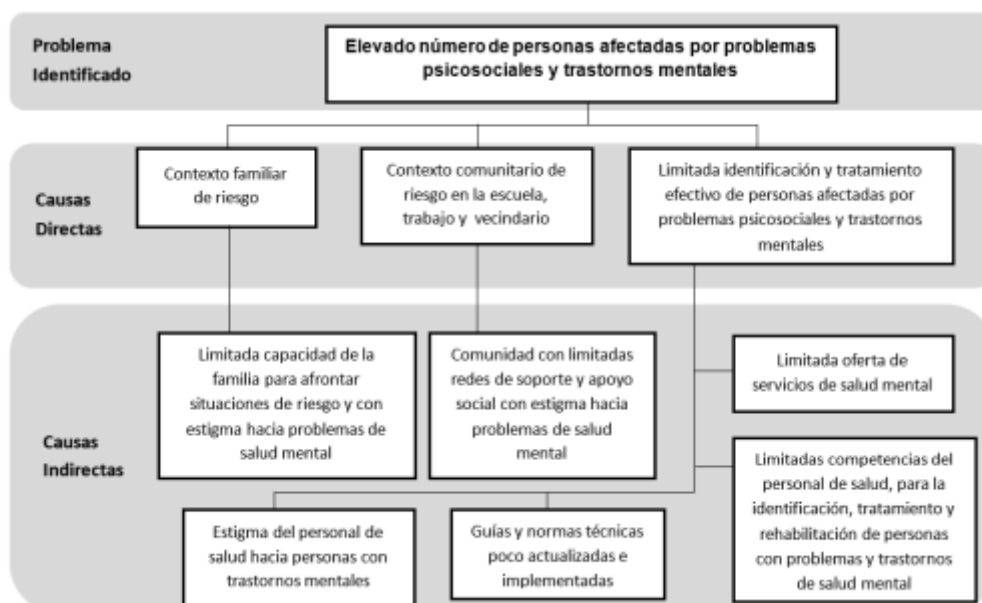 Problema
Identificado
Elevado número de personas afectadas por problemas
psicosociales y trastornos mentales
Causas
Directas
Contexto familiar
de riesgo
Contexto comunitario de
riesgo en la escuela,
trabajo y vecindario
Limitada identificación y tratamiento
efectivo de personas afectadas por
problemas psicosociales y trastornos
mentales
Causas
Indirectas
Limitada capacidad de la
familia para afrontar
situaciones de riesgo y con
estigma hacia problemas de
salud mental
Comunidad con limitadas
redes de soporte y apoyo
social con estigma hacia
problemas de salud
mental
Limitada oferta de
servicios de salud mental
Estigma del personal de
salud hacia personas con
trastornos mentales
Guías y normas técnicas
poco actualizadas e
implementadas
Limitadas competencias del
personal de salud, para la
identificación, tratamiento y
rehabilitación de personas
con problemas y trastornos
de salud mental